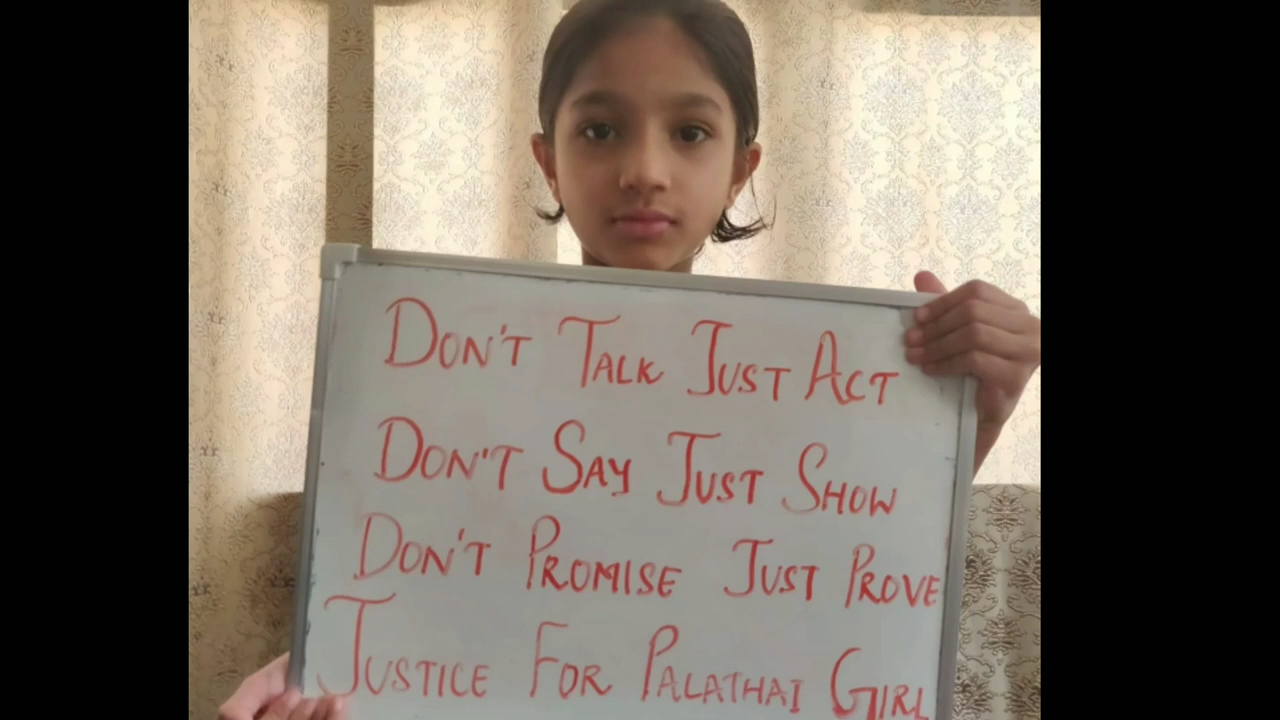 DON'T TALK JUST ACT
DON'T SAY JUST SHOW
DON'T PROMISE JUST PROVE
JUSTICE FOR PALATHAI GIRL